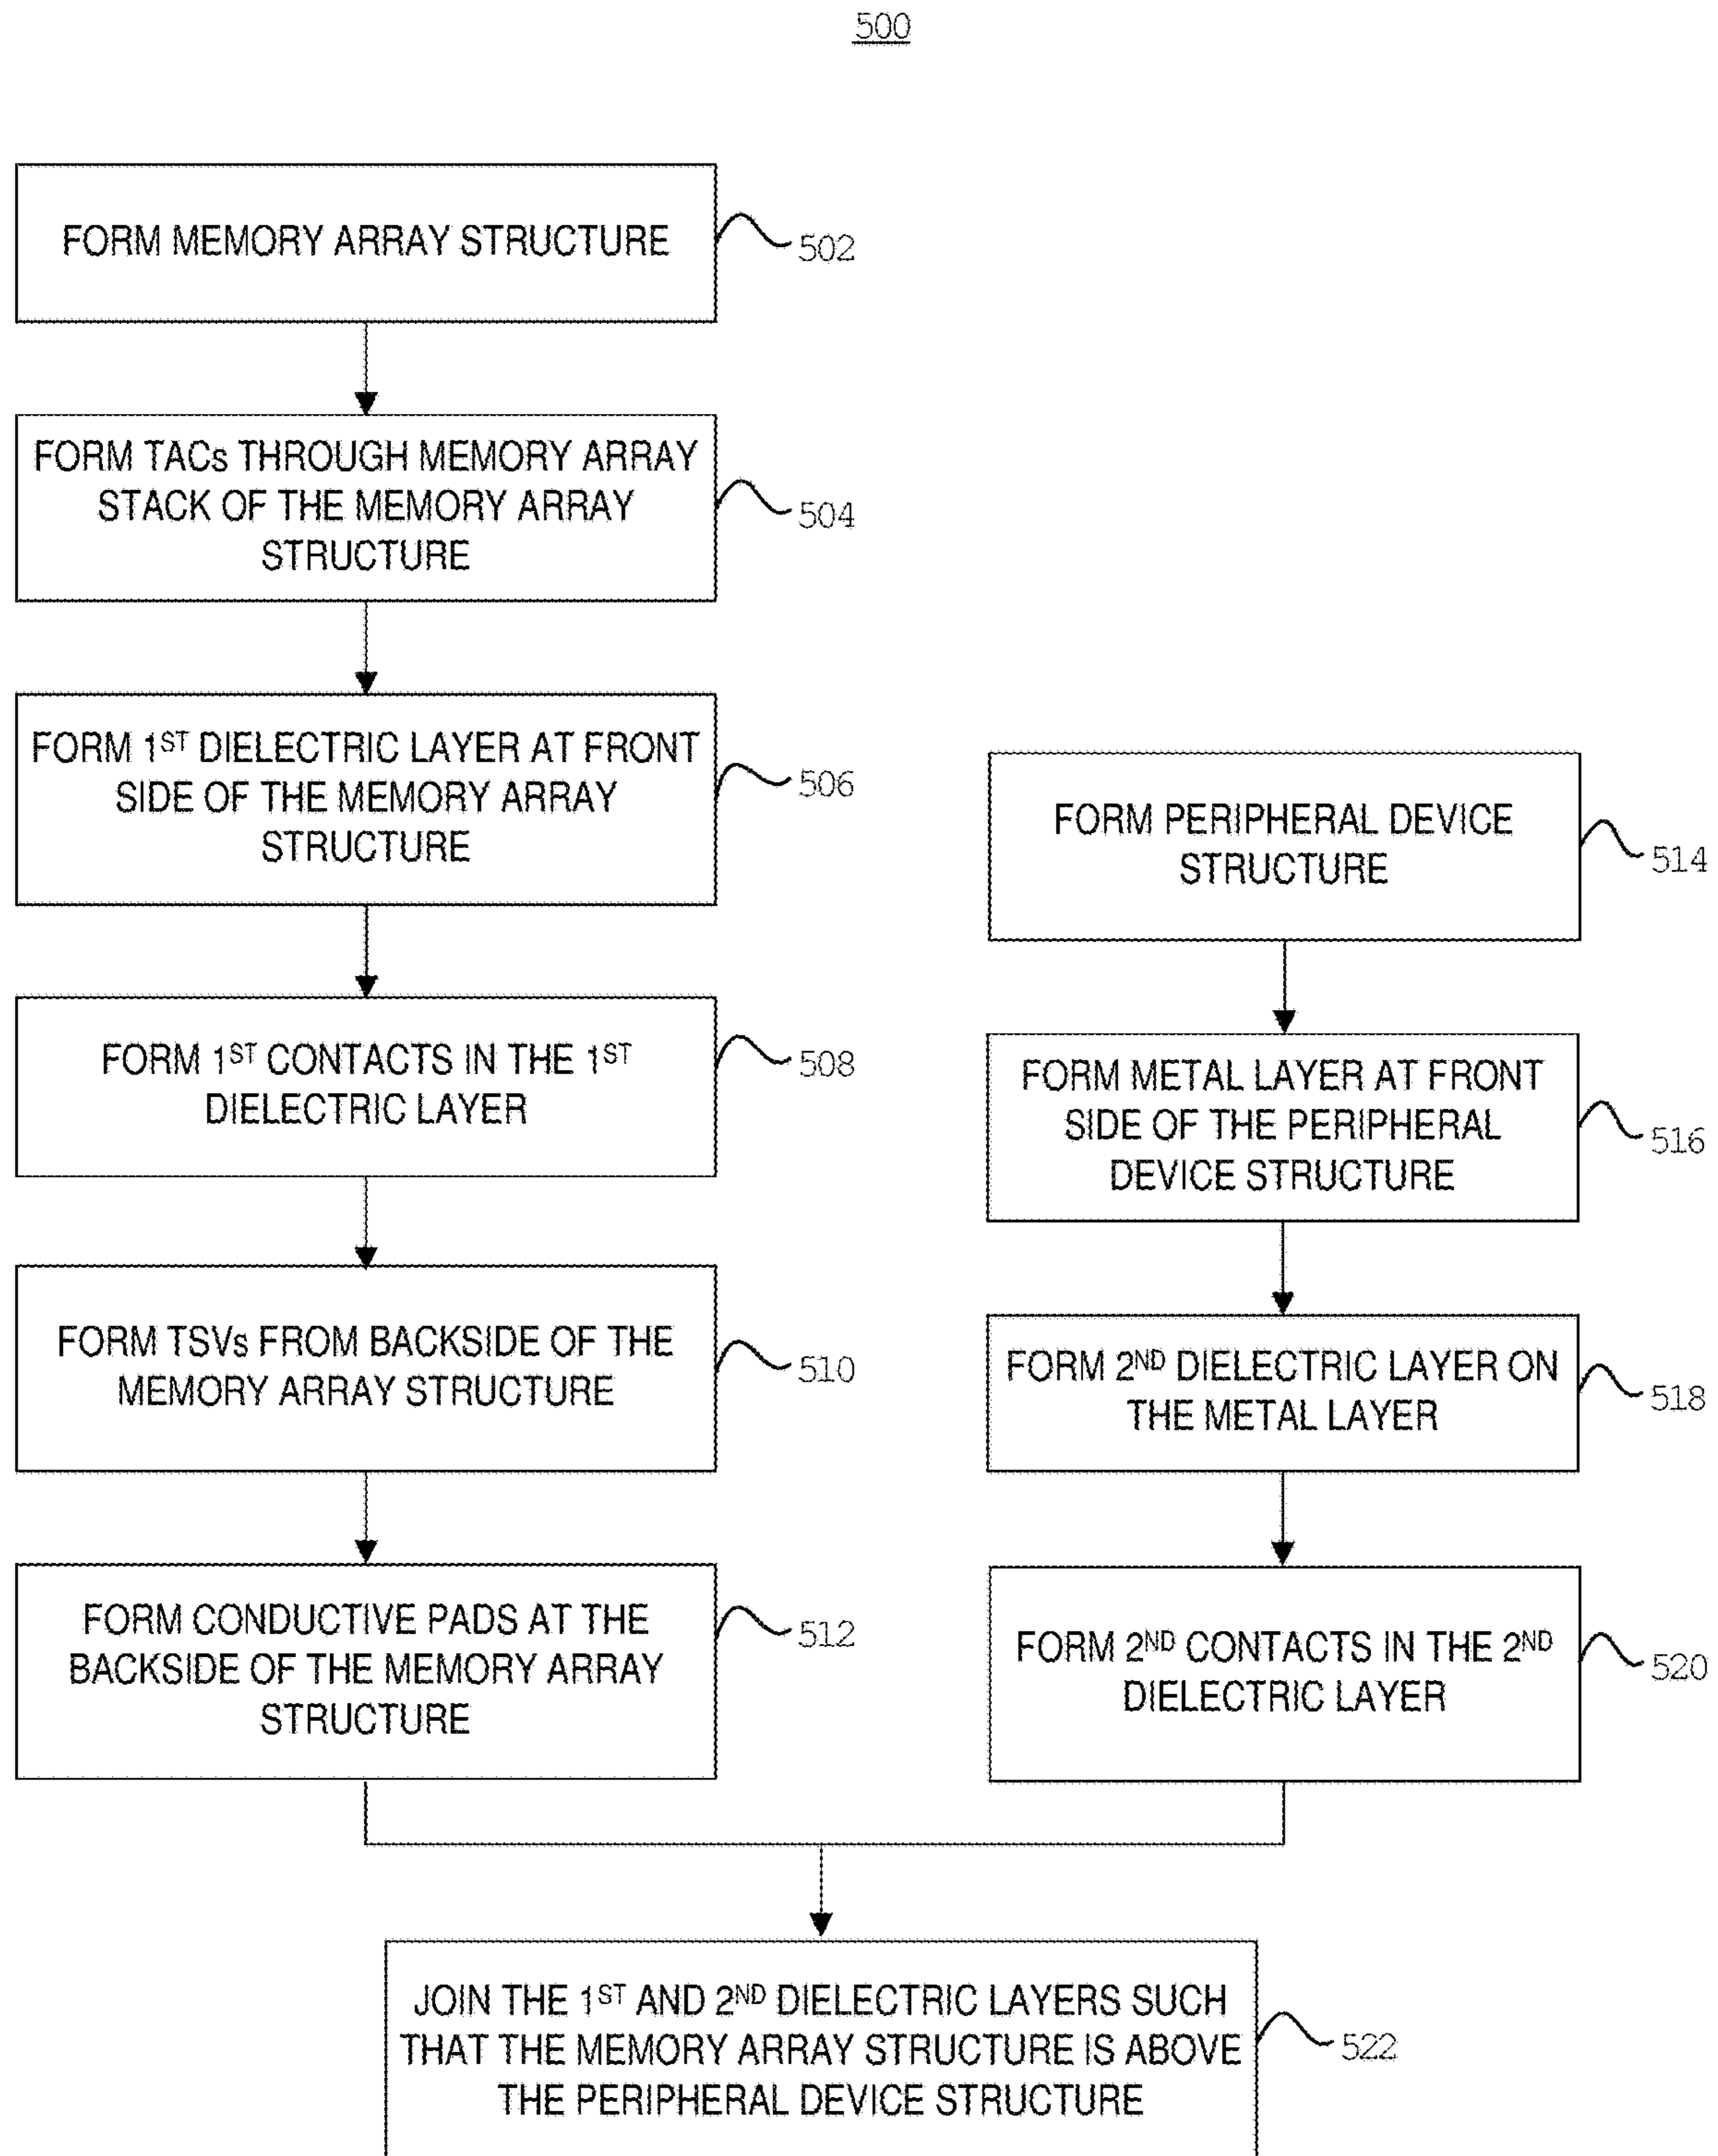 500
FORM MEMORY ARRAY STRUCTURE
502
FORM TACs THROUGH MEMORY ARRAY
STACK OF THE MEMORY ARRAY
STRUCTURE
504
FORM 1ST DIELECTRIC LAYER AT FRONT
SIDE OF THE MEMORY ARRAY
STRUCTURE
506
FORM 1ST CONTACTS IN THE 1ST
DIELECTRIC LAYER
508
FORM TSVs FROM BACKSIDE OF THE
MEMORY ARRAY STRUCTURE
510
FORM CONDUCTIVE PADS AT THE
BACKSIDE OF THE MEMORY ARRAY
STRUCTURE
512
FORM PERIPHERAL DEVICE
STRUCTURE
514
FORM METAL LAYER AT FRONT
SIDE OF THE PERIPHERAL
DEVICE STRUCTURE
516
FORM 2ND DIELECTRIC LAYER ON
THE METAL LAYER
518
FORM 2ND CONTACTS IN THE 2ND
DIELECTRIC LAYER
520
JOIN THE 1ST AND 2ND DIELECTRIC LAYERS SUCH
THAT THE MEMORY ARRAY STRUCTURE IS ABOVE
THE PERIPHERAL DEVICE STRUCTURE
522